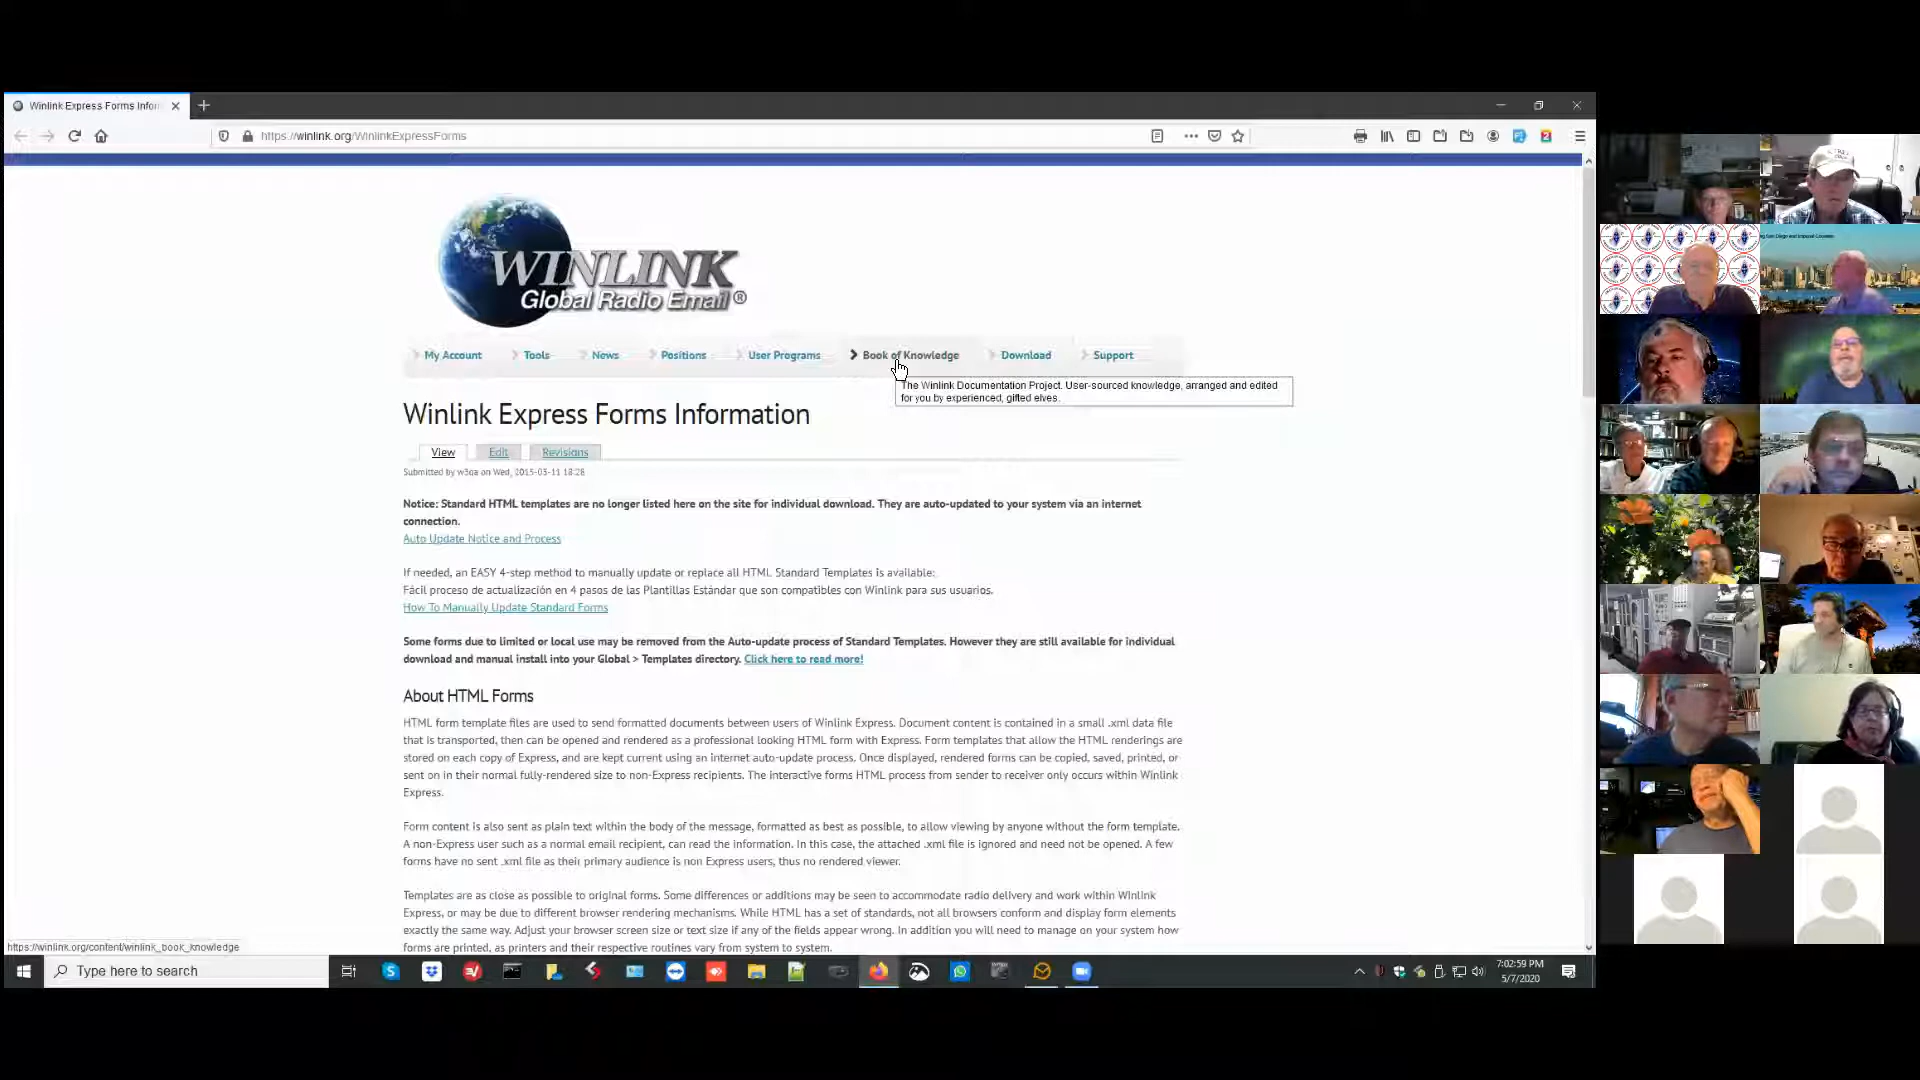 Winlink Express Forms Infor
https://winlink.org/WinlinkExpressForms
WINLINK
Global Radio Email®
My Account
Tools
News
Positions
User Programs
Book of Knowledge
Download
Support
The Winlink Documentation Project. User-sourced knowledge, arranged and edited
for you by experienced, gifted elves.
Winlink Express Forms Information
View
Edit
Revisions
Submitted by w3qa on Wed, 2015-03-11 18:28
Notice: Standard HTML templates are no longer listed here on the site for individual download. They are auto-updated to your system via an internet
connection.
Auto Update Notice and Process
If needed, an EASY 4-step method to manually update or replace all HTML Standard Templates is available:
Fácil proceso de actualización en 4 pasos de las Plantillas Estándar que son compatibles con Winlink para sus usuarios.
How To Manually Update Standard Forms
Some forms due to limited or local use may be removed from the Auto-update process of Standard Templates. However they are still available for individual
download and manual install into your Global > Templates directory. Click here to read more!
About HTML Forms
HTML form template files are used to send formatted documents between users of Winlink Express. Document content is contained in a small .xml data file
that is transported, then can be opened and rendered as a professional looking HTML form with Express. Form templates that allow the HTML renderings are
stored on each copy of Express, and are kept current using an internet auto-update process. Once displayed, rendered forms can be copied, saved, printed, or
sent on in their normal fully-rendered size to non-Express recipients. The interactive forms HTML process from sender to receiver only occurs within Winlink
Express.
Form content is also sent as plain text within the body of the message, formatted as best as possible, to allow viewing by anyone without the form template.
A non-Express user such as a normal email recipient, can read the information. In this case, the attached .xml file is ignored and need not be opened. A few
forms have no sent .xml file as their primary audience is non Express users, thus no rendered viewer.
Templates are as close as possible to original forms. Some differences or additions may be seen to accommodate radio delivery and work within Winlink
Express, or may be due to different browser rendering mechanisms. While HTML has a set of standards, not all browsers conform and display form elements
exactly the same way. Adjust your browser screen size or text size if any of the fields appear wrong. In addition you will need to manage on your system how
forms are printed, as printers and their respective routines vary from system to system.
https://winlink.org/content/winlink_book_knowledge
Type here to search
7:02:59 PM
5/7/2020